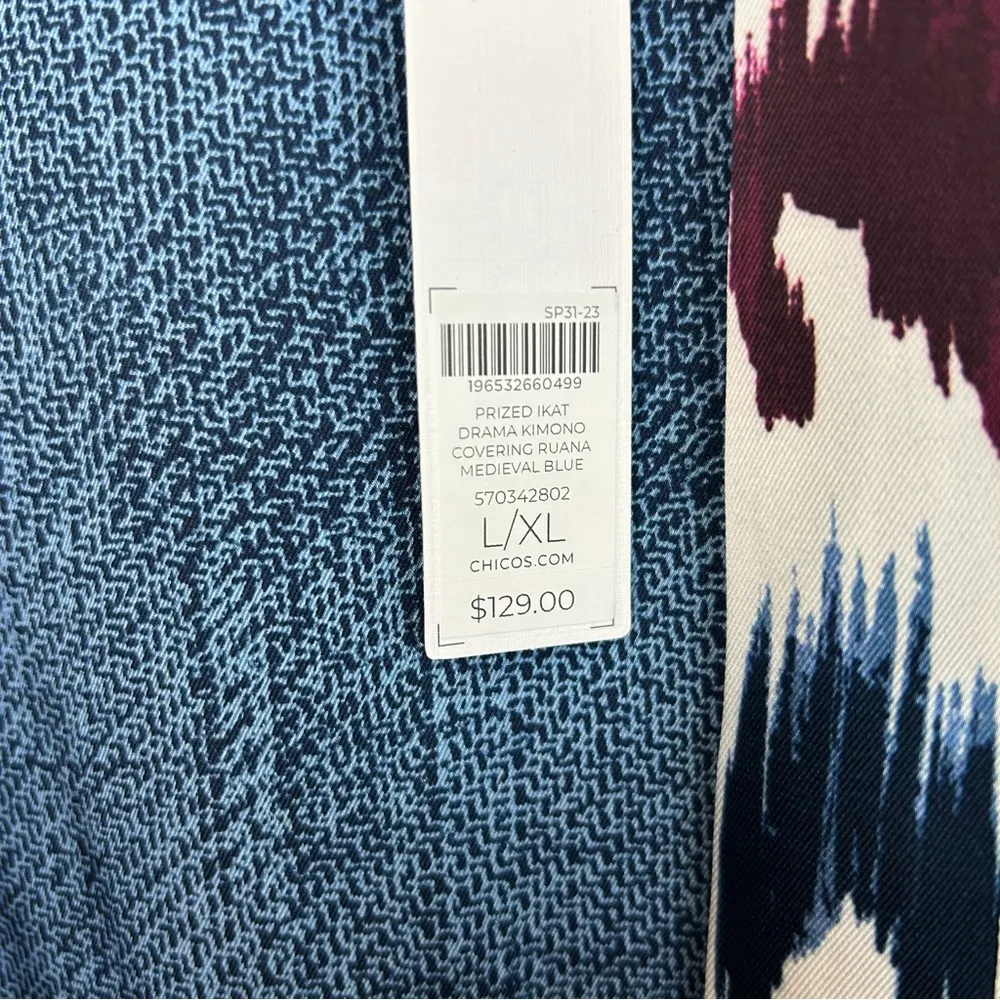 SP31-23
196532660499
PRIZED IKAT
DRAMA KIMONO
COVERING RUANA
MEDIEVAL BLUE
570342802
L/XL
CHICOS.COM
$129.00